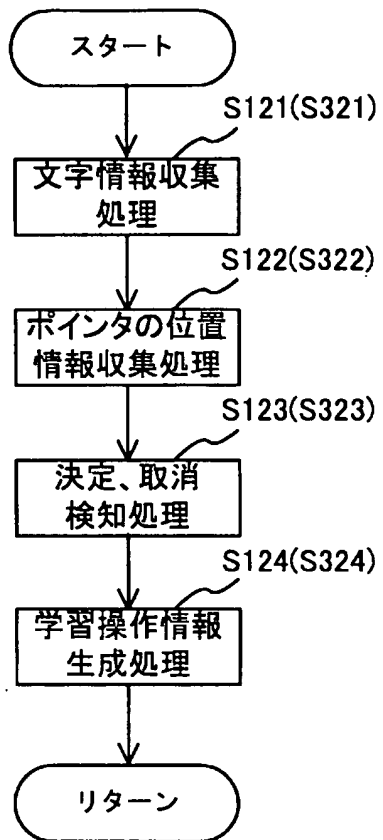 スタート
S121(S321)
文字情報収集
処理
S122(S322)
ポインタの位置
情報収集処理
S123(S323)
決定、取消
検知処理
S124(S324)
学習操作情報
生成処理
リターン